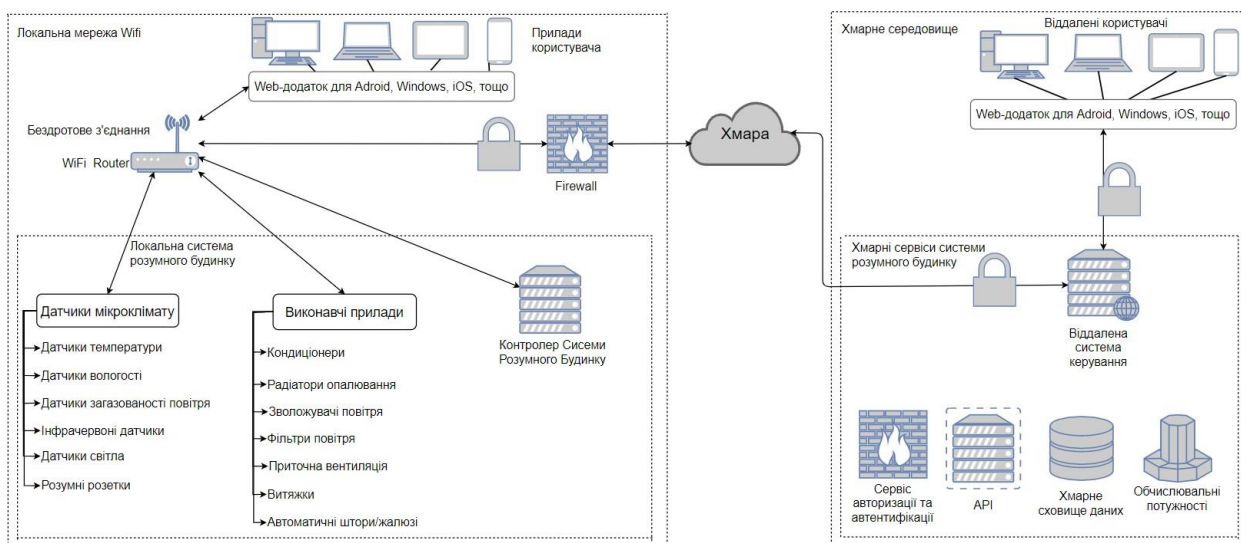 Локальна мережа Wifi
Прилади
користувача
Web-додаток для Adroid, Windows, iOS, тощо
Бездротове з'єднання
WiFi Router
Firewall
Локальна система
розумного будинку
Датчики мікроклімату
Датчики температури
Датчики вологості
Датчики загазованості повітря
Інфрачервоні датчики
Датчики світла
Розумні розетки
Виконавчі прилади
Кондиціонери
Радіатори опалювання
Зволожувачі повітря
Фільтри повітря
Приточна вентиляція
Витяжки
Автоматичні штори/жалюзі
Контролер Сисеми
Розумного Будинку
Хмара
Хмарне середовище
Віддалені користувачі
Web-додаток для Adroid, Windows, iOS, тощо
Хмарні сервіси системи
розумного будинку
Віддалена
система
керування
Сервіс
авторизації та
автентифікації
API
Хмарне
сховище даних
Обчислювальні
потужності